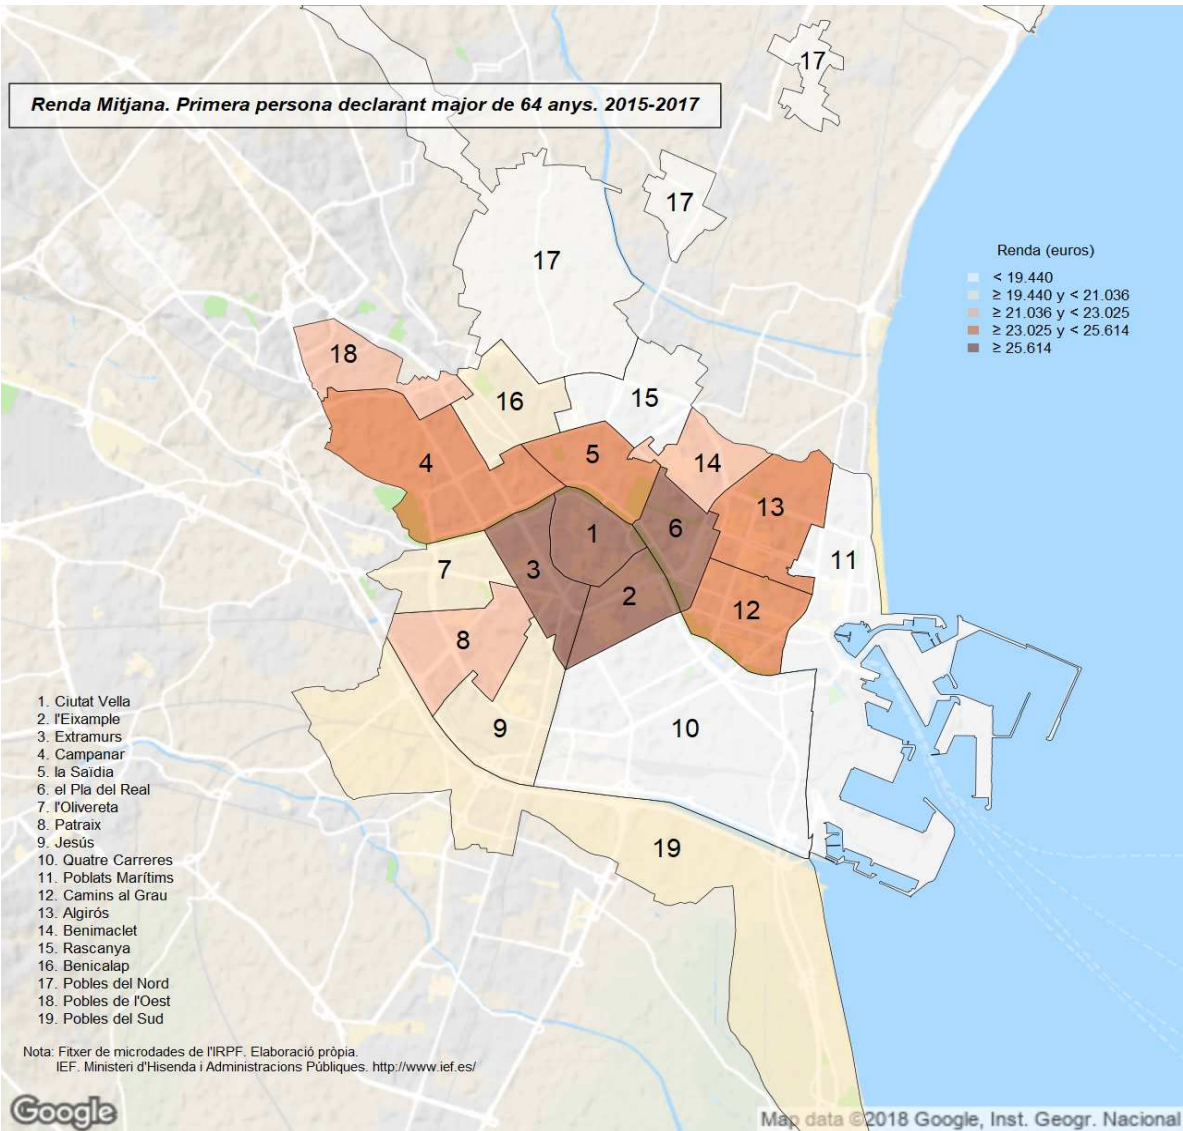 17
Renda Mitjana. Primera persona declarant major de 64 anys. 2015-2017
17
17
Renda (euros)
< 19.440
≥ 19.440 y < 21.036
≥ 21.036 y < 23.025
≥ 23.025 y < 25.614
≥ 25.614
18
16
15
4
5
14
13
6
1
11
7
3
2
12
8
9
10
19
1. Ciutat Vella
2. l'Eixample
3. Extramurs
4. Campanar
5. la Saïdia
6. el Pla del Real
7. l'Olivereta
8. Patraix
9. Jesús
10. Quatre Carreres
11. Poblats Marítims
12. Camins al Grau
13. Algirós
14. Benimaclet
15. Rascanya
16. Benicalap
17. Pobles del Nord
18. Pobles de l'Oest
19. Pobles del Sud
Nota: Fitxer de microdades de l'IRPF. Elaboració pròpia.
IEF. Ministeri d'Hisenda i Administracions Públiques. http://www.ief.es/
Google
Map data ©2018 Google, Inst. Geogr. Nacional